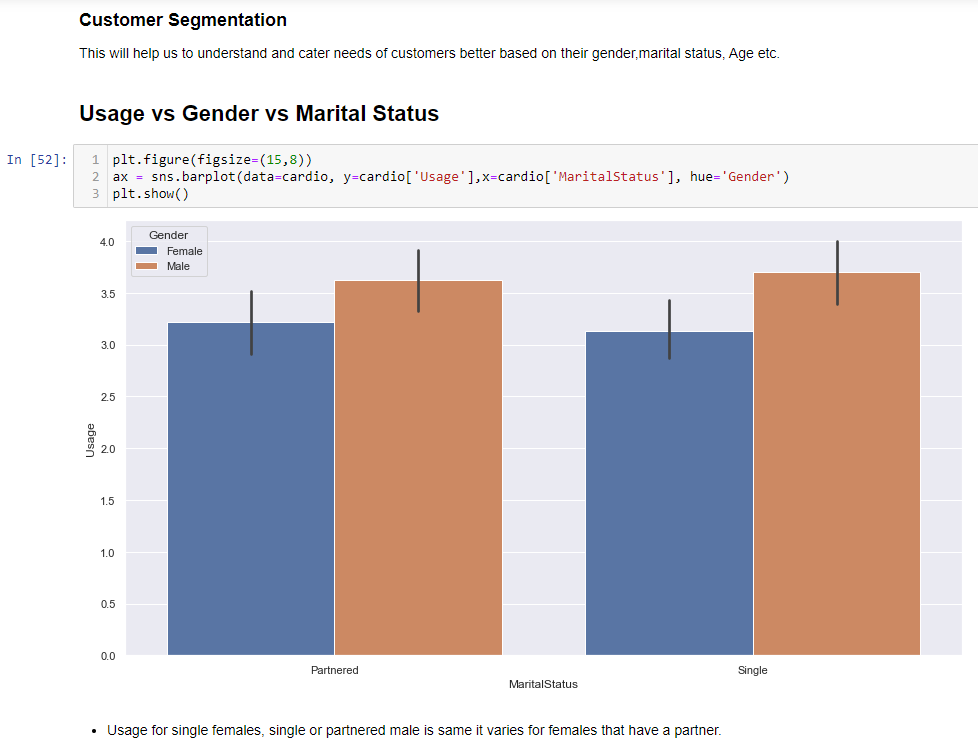 Customer Segmentation
This will help us to understand and cater needs of customers better based on their gender,marital status, Age etc.
Usage vs Gender vs Marital Status
In [52]:
1 plt.figure(figsize=(15,8))
2 ax = sns.barplot(data=cardio, y=cardio['Usage'],x=cardio['MaritalStatus'], hue='Gender')
3 plt.show()
Gender
Female
Male
4.0
3.5
3.0
2.5
2.0
1.5
1.0
0.5
0.0
Usage
Partnered Single
MaritalStatus
• Usage for single females, single or partnered male is same it varies for females that have a partner.